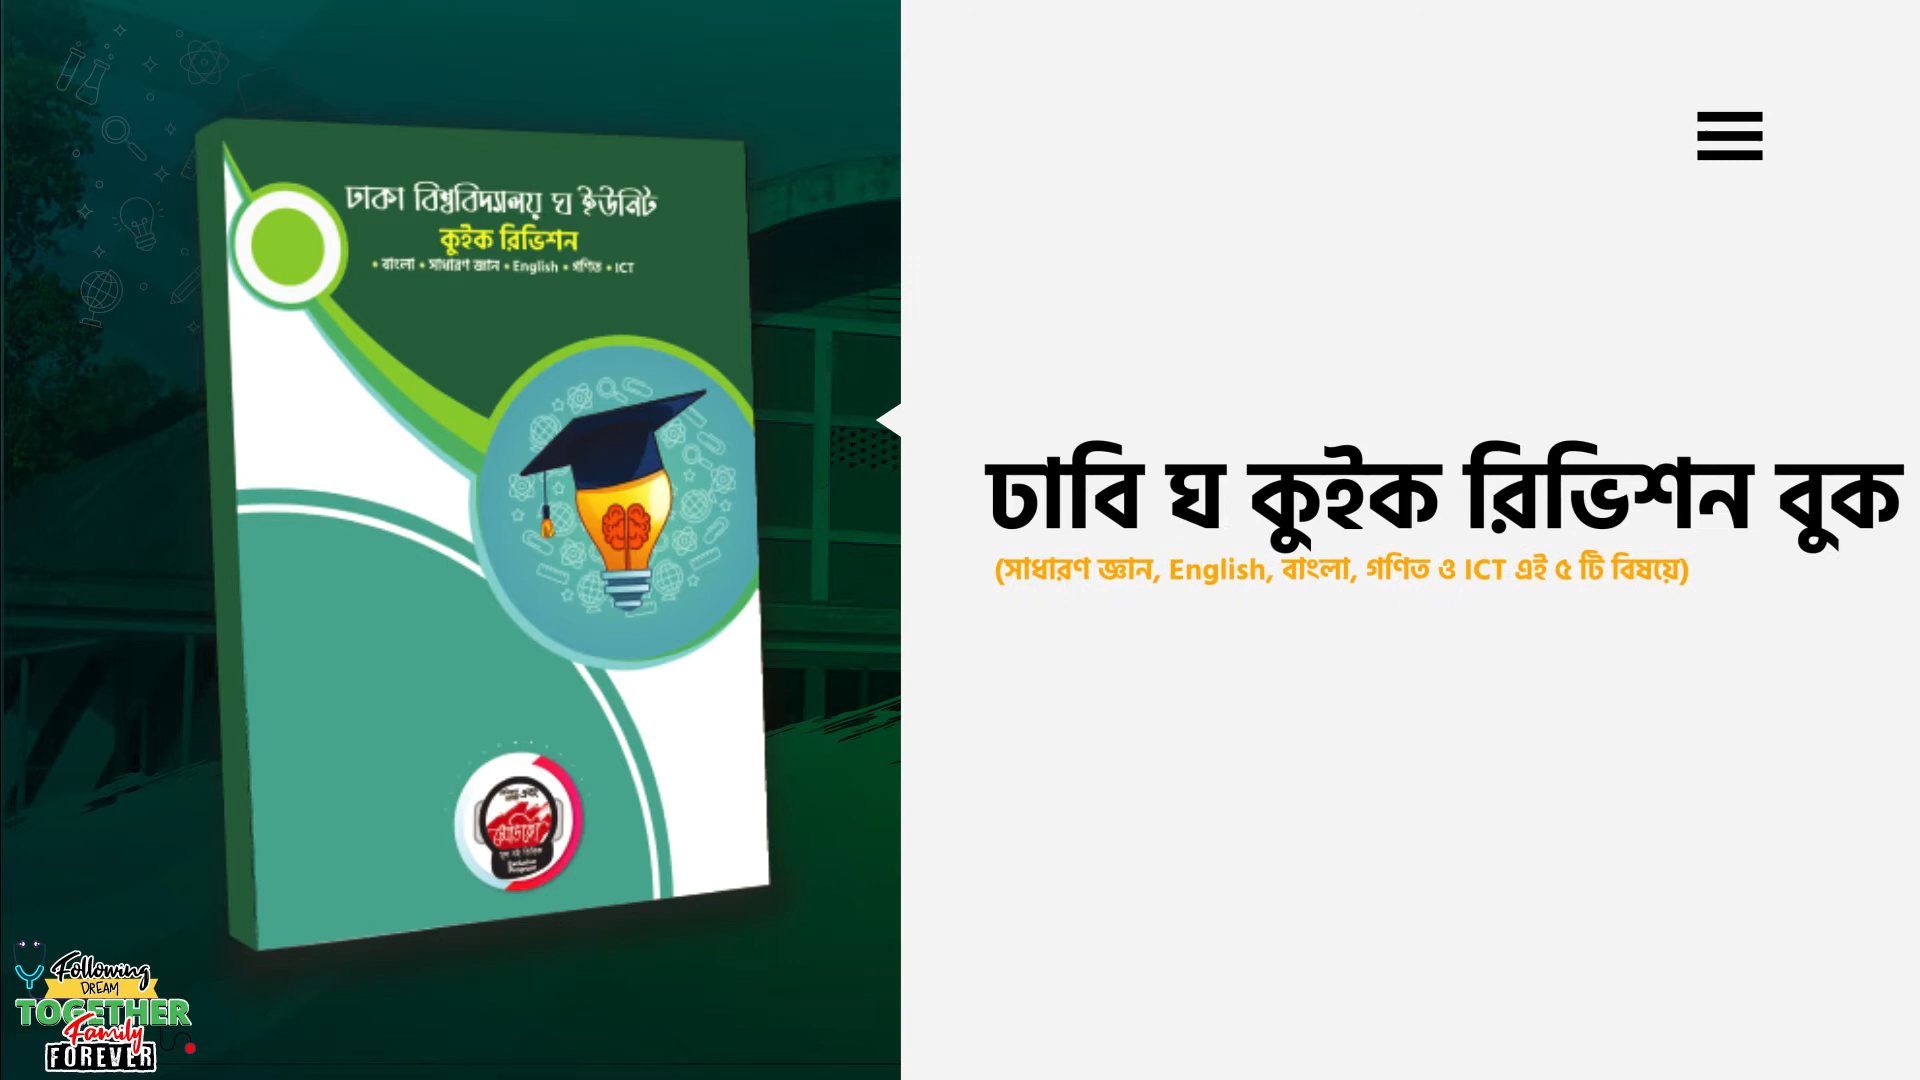 ঢাকা বিশ্ববিদ্যালয় ঘ ইউনিট
কুইক রিভিশন
• বাংলা • সাধারণ জ্ঞান • English • গণিত • ICT
ঢাবি ঘ কুইক রিভিশন বুক
(সাধারণ জ্ঞান, English, বাংলা, গণিত ও ICT এই ৫ টি বিষয়ে)
Following
DREAM
TOGETHER
Family
FOREVER